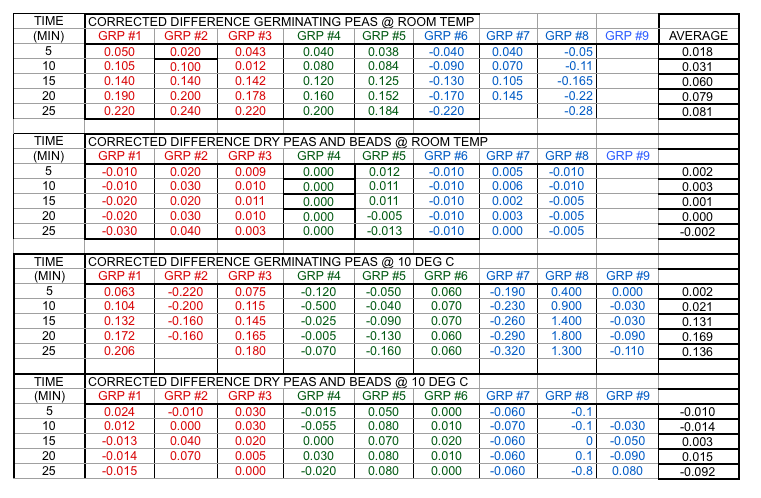 TIME CORRECTED DIFFERENCE GERMINATING PEAS @ ROOM TEMP
(MIN) GRP #1 GRP #2 GRP #3 GRP #4 GRP #5 GRP #6 GRP #7 GRP #8 GRP #9 AVERAGE
5 0.050 0.020 0.043 0.040 0.038 -0.040 0.040 -0.05 0.018
10 0.105 0.100 0.012 0.080 0.084 -0.090 0.070 -0.11 0.031
15 0.140 0.140 0.142 0.120 0.125 -0.130 0.105 -0.165 0.060
20 0.190 0.200 0.178 0.160 0.152 -0.170 0.145 -0.22 0.079
25 0.220 0.240 0.220 0.200 0.184 -0.220 -0.28 0.081
TIME CORRECTED DIFFERENCE DRY PEAS AND BEADS @ ROOM TEMP
(MIN) GRP #1 GRP #2 GRP #3 GRP #4 GRP #5 GRP #6 GRP #7 GRP #8 GRP #9
5 -0.010 0.020 0.009 0.000 0.012 -0.010 0.005 -0.010 0.002
10 -0.010 0.030 0.010 0.000 0.011 -0.010 0.006 -0.010 0.003
15 -0.020 0.020 0.011 0.000 0.011 -0.010 0.002 -0.005 0.001
20 -0.020 0.030 0.010 0.000 -0.005 -0.010 0.003 -0.005 0.000
25 -0.030 0.040 0.003 0.000 -0.013 -0.010 0.000 -0.005 -0.002
TIME CORRECTED DIFFERENCE GERMINATING PEAS @ 10 DEG C
(MIN) GRP #1 GRP #2 GRP #3 GRP #4 GRP #5 GRP #6 GRP #7 GRP #8 GRP #9
5 0.063 -0.220 0.075 -0.120 -0.050 0.060 -0.190 0.400 0.000 0.002
10 0.104 -0.200 0.115 -0.500 -0.040 0.070 -0.230 0.900 -0.030 0.021
15 0.132 -0.160 0.145 -0.025 -0.090 0.070 -0.260 1.400 -0.030 0.131
20 0.172 -0.160 0.165 -0.005 -0.130 0.060 -0.290 1.800 -0.090 0.169
25 0.206 0.180 -0.070 -0.160 0.060 -0.320 1.300 -0.110 0.136
TIME CORRECTED DIFFERENCE DRY PEAS AND BEADS @ 10 DEG C
(MIN) GRP #1 GRP #2 GRP #3 GRP #4 GRP #5 GRP #6 GRP #7 GRP #8 GRP #9
5 0.024 -0.010 0.030 -0.015 0.050 0.000 -0.060 -0.1 -0.010
10 0.012 0.000 0.030 -0.055 0.080 0.010 -0.070 -0.1 -0.030 -0.014
15 -0.013 0.040 0.020 0.000 0.070 0.020 -0.060 0 -0.050 0.003
20 -0.014 0.070 0.005 0.030 0.080 0.010 -0.060 0.1 -0.090 0.015
25 -0.015 0.000 -0.020 0.080 0.000 -0.060 -0.8 0.080 -0.092